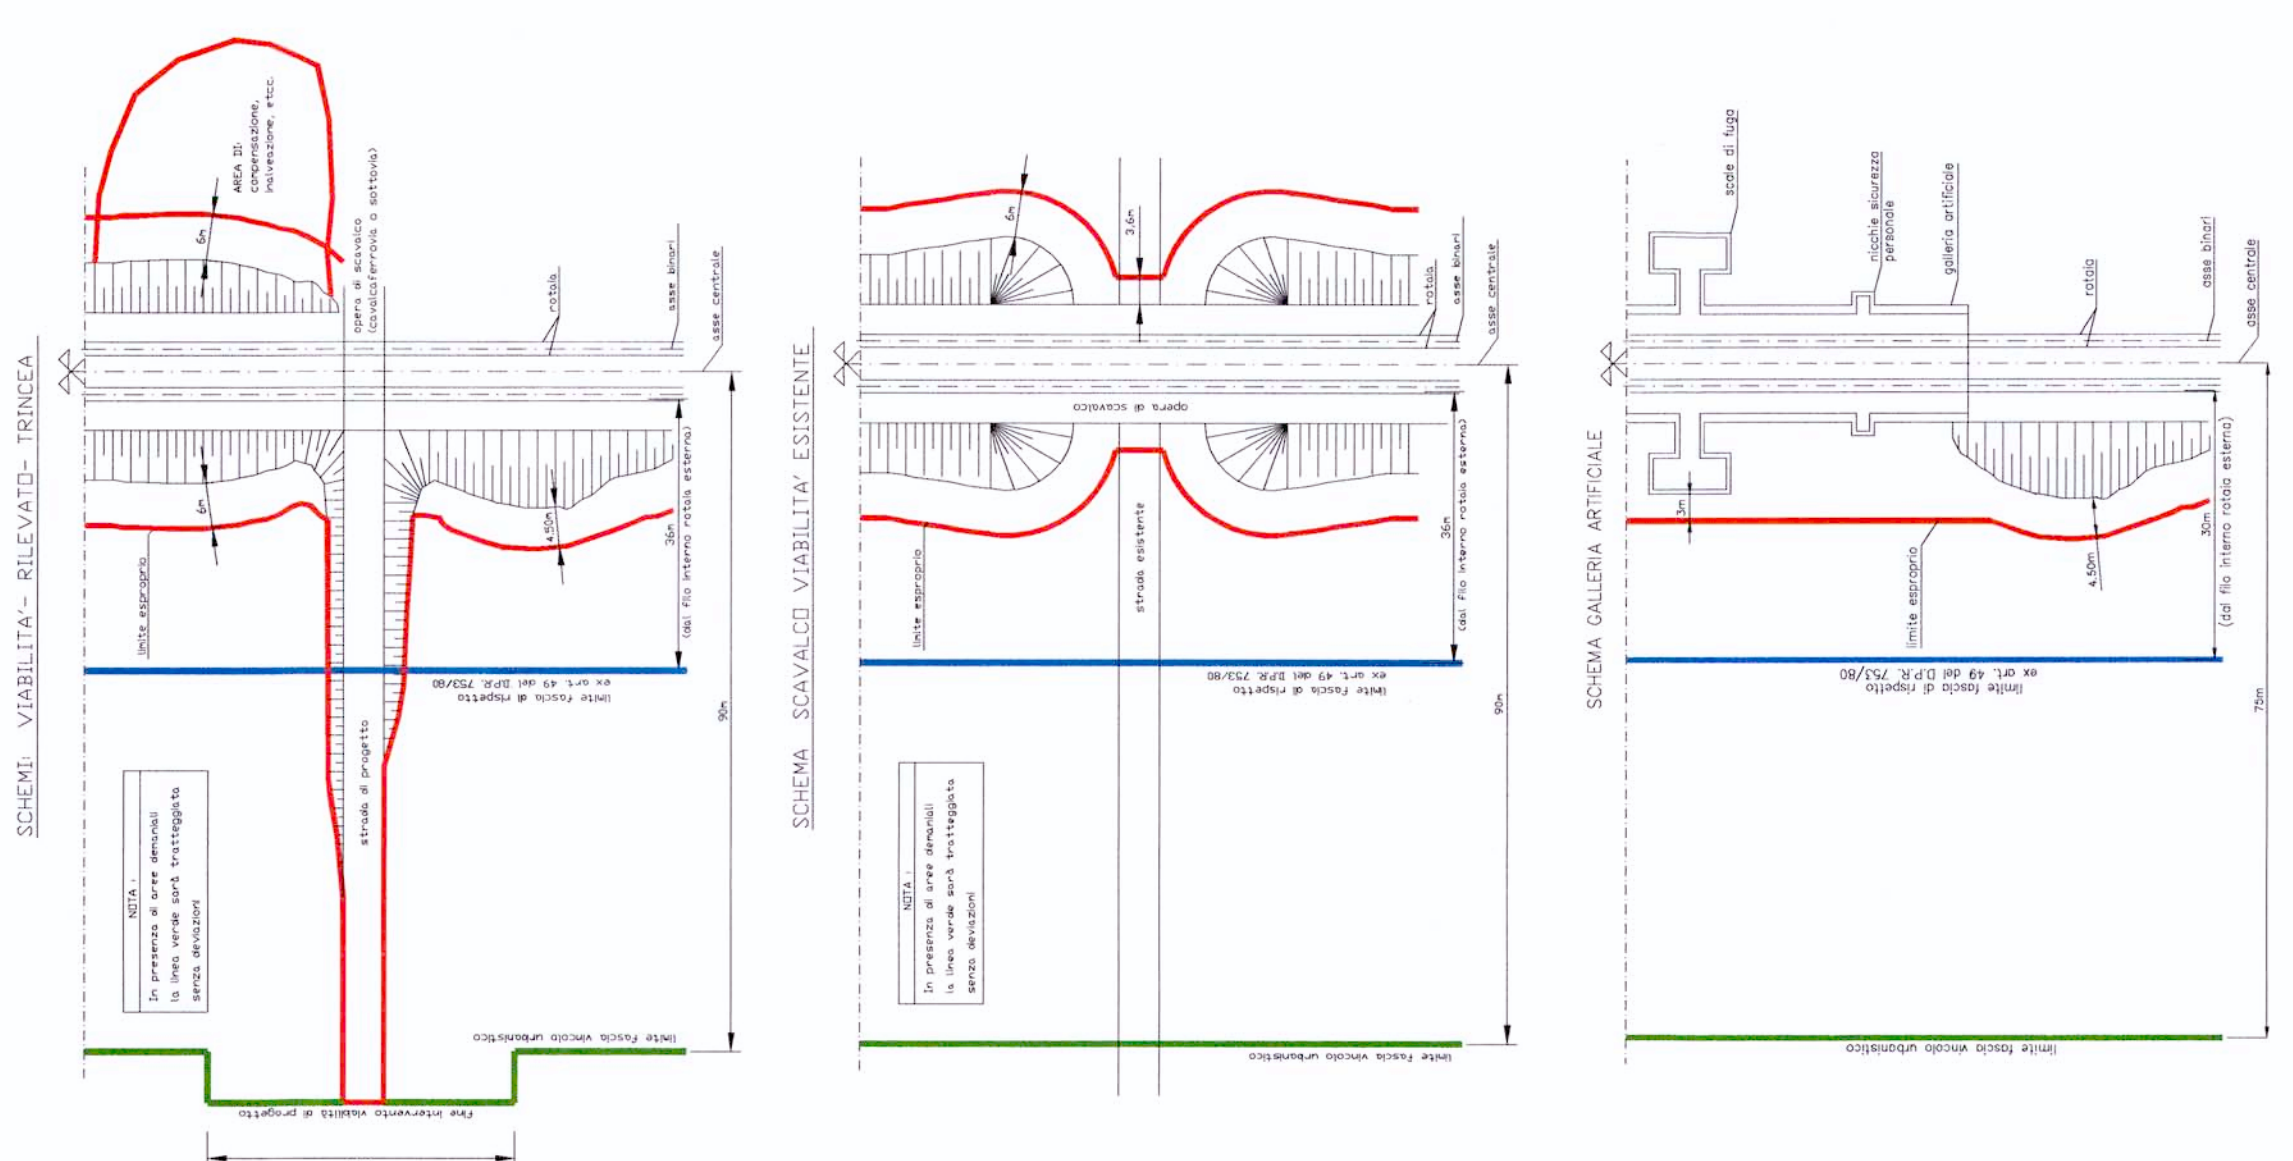 SCHEMI: VIABILITA'- RILEVATO- TRINCEA
AREA DI:
compensazione,
inalveazione, etcc.
6m
opera di scavalco
(cavalcaferrovia o sottovia)
rotaia
asse binari
asse centrale
6m
4,50m
limite esproprio
36m
(dal filo interno rotaia esterna)
limite fascia di rispetto
ex art. 49 del D.P.R. 753/80
strada di progetto
90m
NOTA :
In presenza di aree demaniali
la linea verde sarà tratteggiata
senza deviazioni
limite fascia vincolo urbanistico
fine intervento viabilità di progetto
SCHEMA SCAVALCO VIABILITA' ESISTENTE
6m
3,6m
rotaia
asse binari
asse centrale
opera di scavalco
limite esproprio
strada esistente
36m
(dal filo interno rotaia esterna)
limite fascia di rispetto
ex art. 49 del D.P.R. 753/80
90m
NOTA :
In presenza di aree demaniali
la linea verde sarà tratteggiata
senza deviazioni
limite fascia vincolo urbanistico
SCHEMA GALLERIA ARTIFICIALE
scale di fuga
nicchie sicurezza
personale
galleria artificiale
rotaia
asse binari
asse centrale
3m
4.50m
limite esproprio
30m
(dal filo interno rotaia esterna)
limite fascia di rispetto
ex art. 49 del D.P.R. 753/80
75m
limite fascia vincolo urbanistico